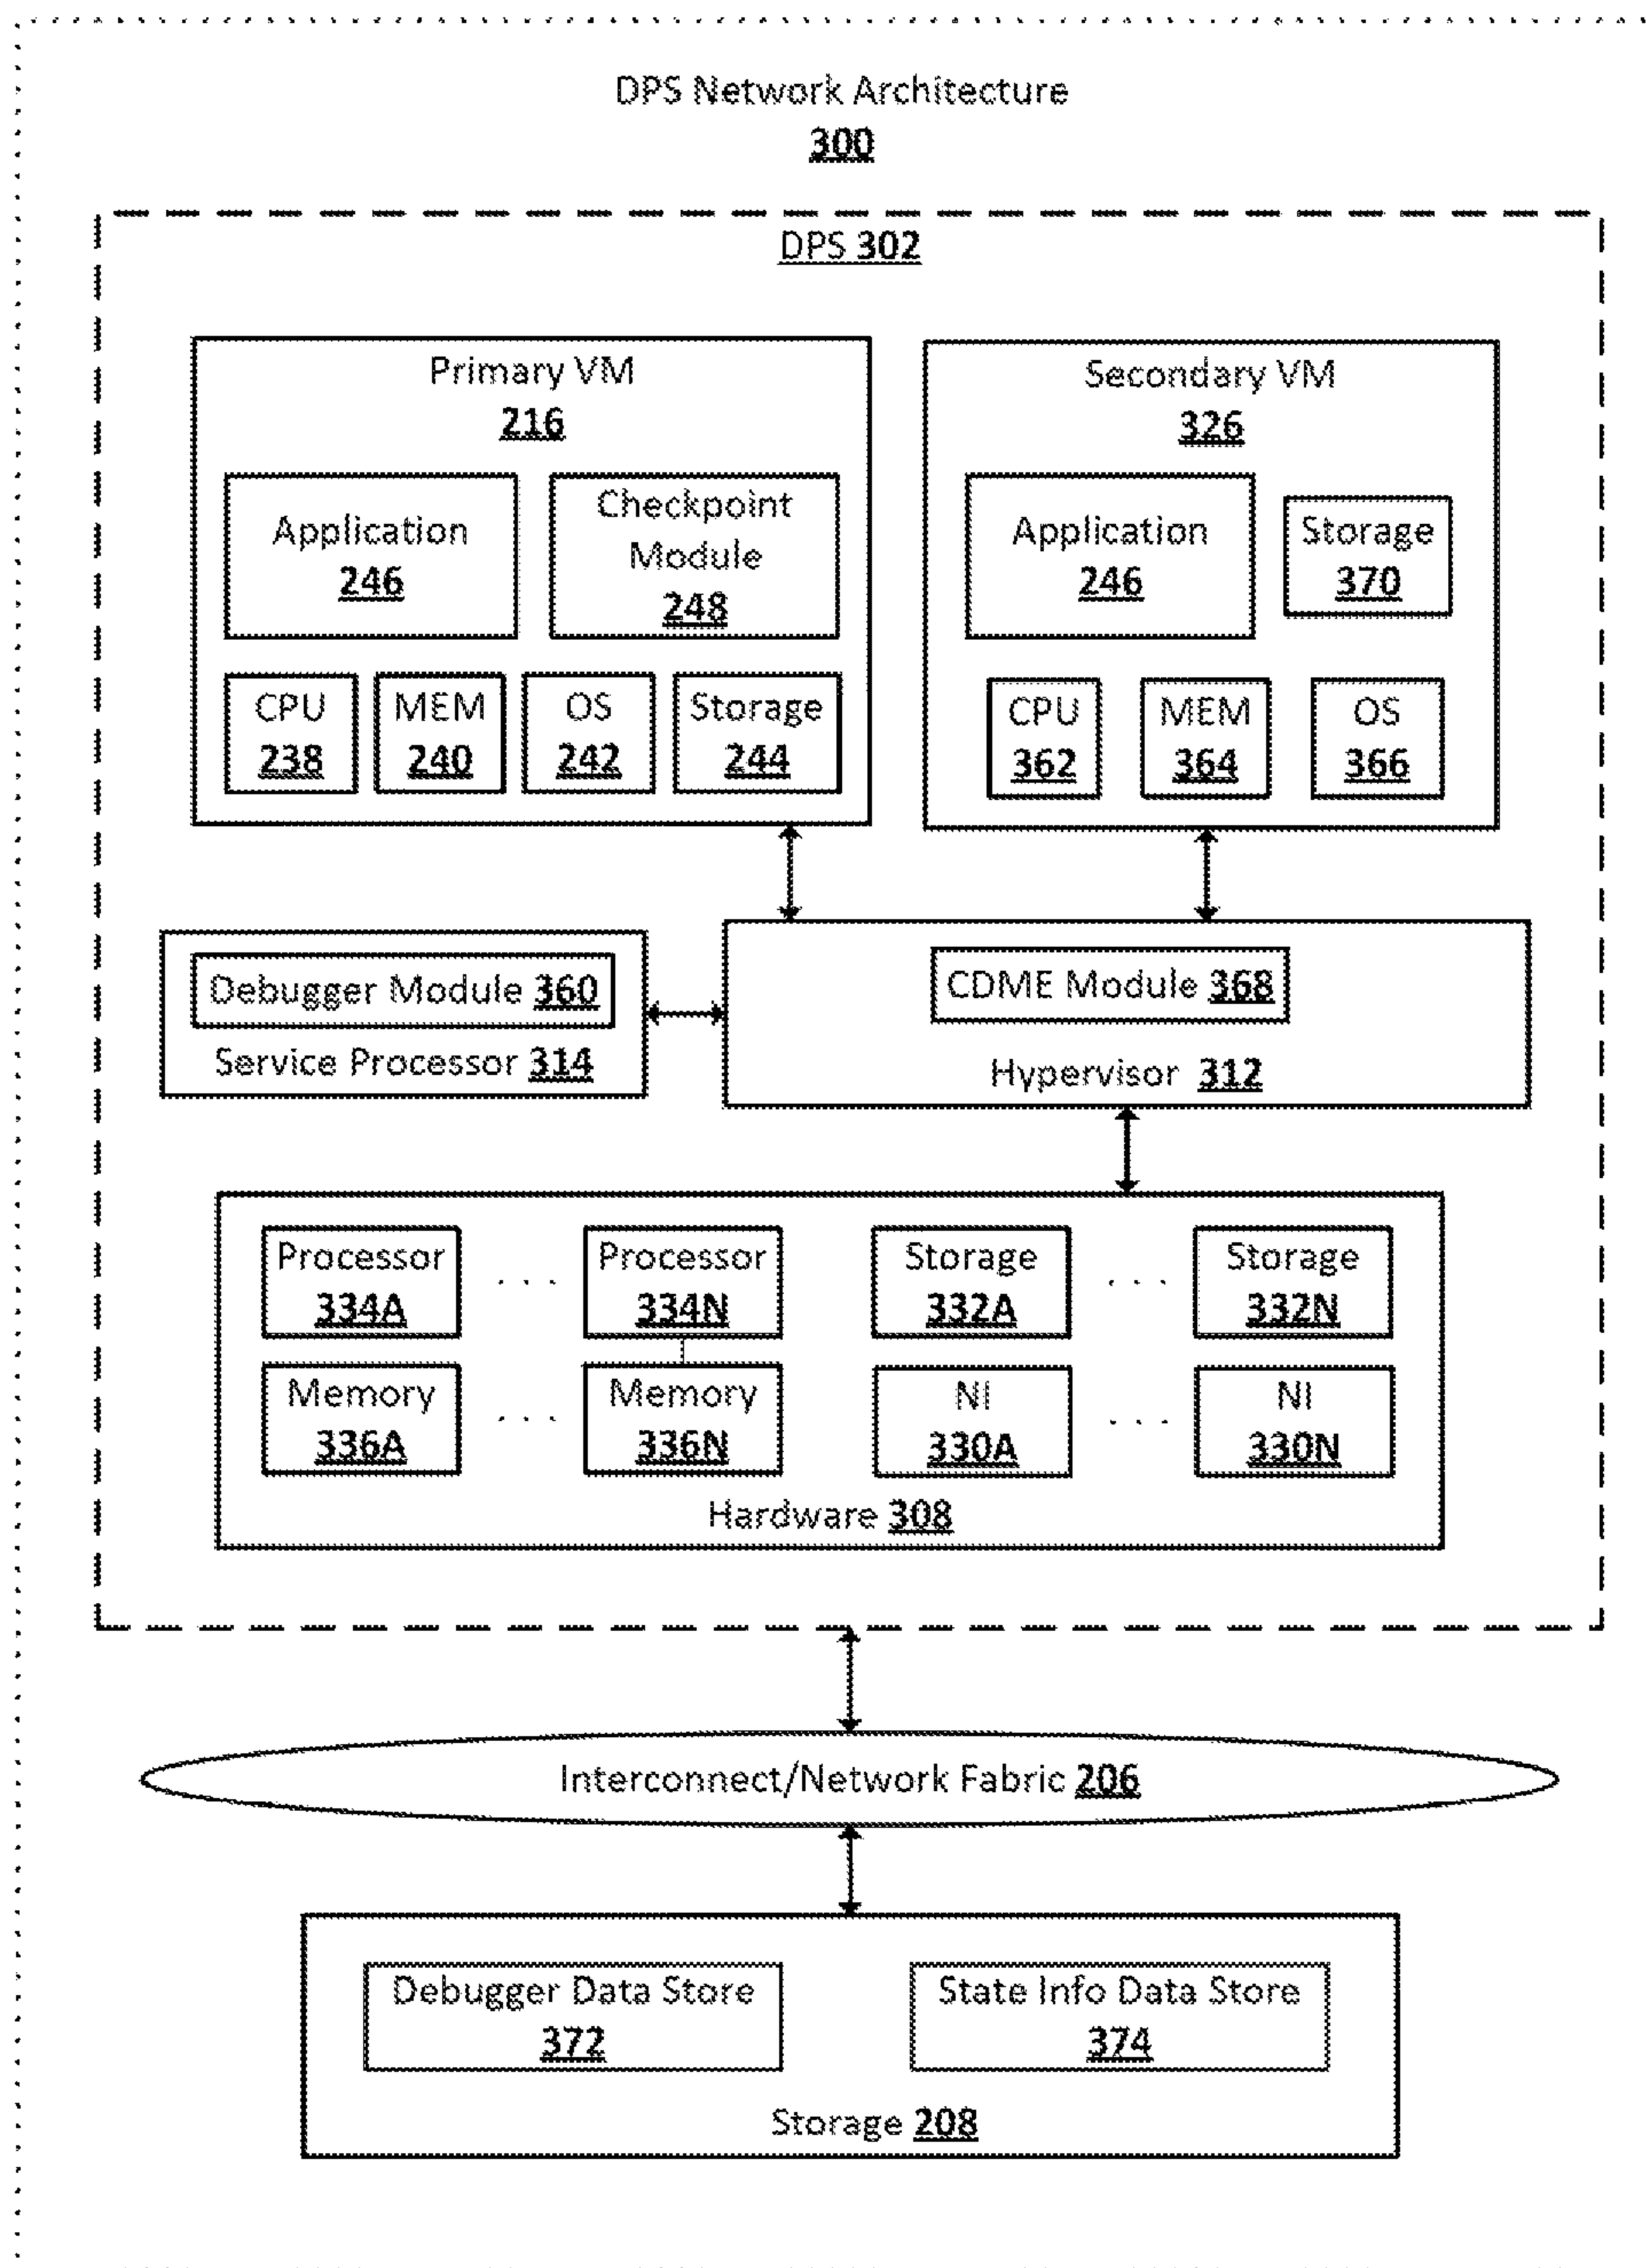 DPS Network Architecture
300
DPS 302
Primary VM
216
Application
246
Checkpoint
Module
248
CPU
238
MEM
240
OS
242
Storage
244
Secondary VM
326
Application
246
Storage
370
CPU
362
MEM
364
OS
366
Debugger Module 360
Service Processor 314
CDME Module 368
Hypervisor 312
Processor
334A
. . .
Processor
334N
Storage
332A
. . .
Storage
332N
Memory
336A
. . .
Memory
336N
NI
330A
. . .
NI
330N
Hardware 308
Interconnect/Network Fabric 206
Debugger Data Store
372
State Info Data Store
374
Storage 208